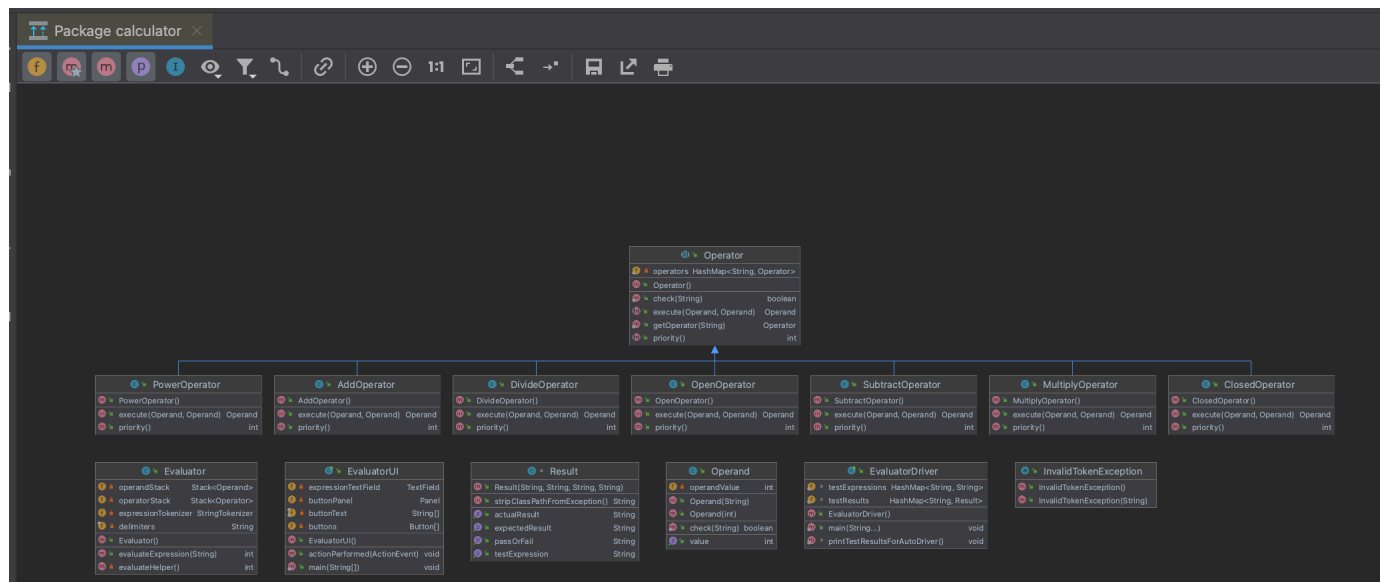 Package calculator
1:1
Operator
operators HashMap<String, Operator>
Operator()
check(String) boolean
execute(Operand, Operand) Operand
getOperator(String) Operator
priority() int
PowerOperator
PowerOperator()
execute(Operand, Operand) Operand
priority() int
AddOperator
AddOperator()
execute(Operand, Operand) Operand
priority() int
DivideOperator
DivideOperator()
execute(Operand, Operand) Operand
priority() int
OpenOperator
OpenOperator()
execute(Operand, Operand) Operand
priority() int
SubtractOperator
SubtractOperator()
execute(Operand, Operand) Operand
priority() int
MultiplyOperator
MultiplyOperator()
execute(Operand, Operand) Operand
priority() int
ClosedOperator
ClosedOperator()
execute(Operand, Operand) Operand
priority() int
Evaluator
operandStack Stack<Operand>
operatorStack Stack<Operator>
expressionTokenizer StringTokenizer
delimiters String
Evaluator()
evaluateExpression(String) int
evaluateHelper() int
EvaluatorUI
expressionTextField TextField
buttonPanel Panel
buttonText String[]
buttons Button[]
EvaluatorUI()
actionPerformed(ActionEvent) void
main(String[]) void
Result
Result(String, String, String, String)
stripClassPathFromException() String
actualResult String
expectedResult String
passOrFail String
testExpression String
Operand
operandValue int
Operand(String)
Operand(int)
check(String) boolean
value int
EvaluatorDriver
testExpressions HashMap<String, String>
testResults HashMap<String, Result>
EvaluatorDriver()
main(String...) void
printTestResultsForAutoDriver() void
InvalidTokenException
InvalidTokenException()
InvalidTokenException(String)